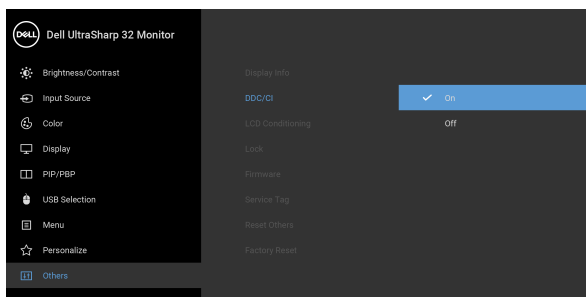 DELL
Dell UltraSharp 32 Monitor
Brightness/Contrast
Input Source
Color
Display
PIP/PBP
USB Selection
Menu
Personalize
Others
Display Info
DDC/CI
LCD Conditioning
Lock
Firmware
Service Tag
Reset Others
Factory Reset
On
Off